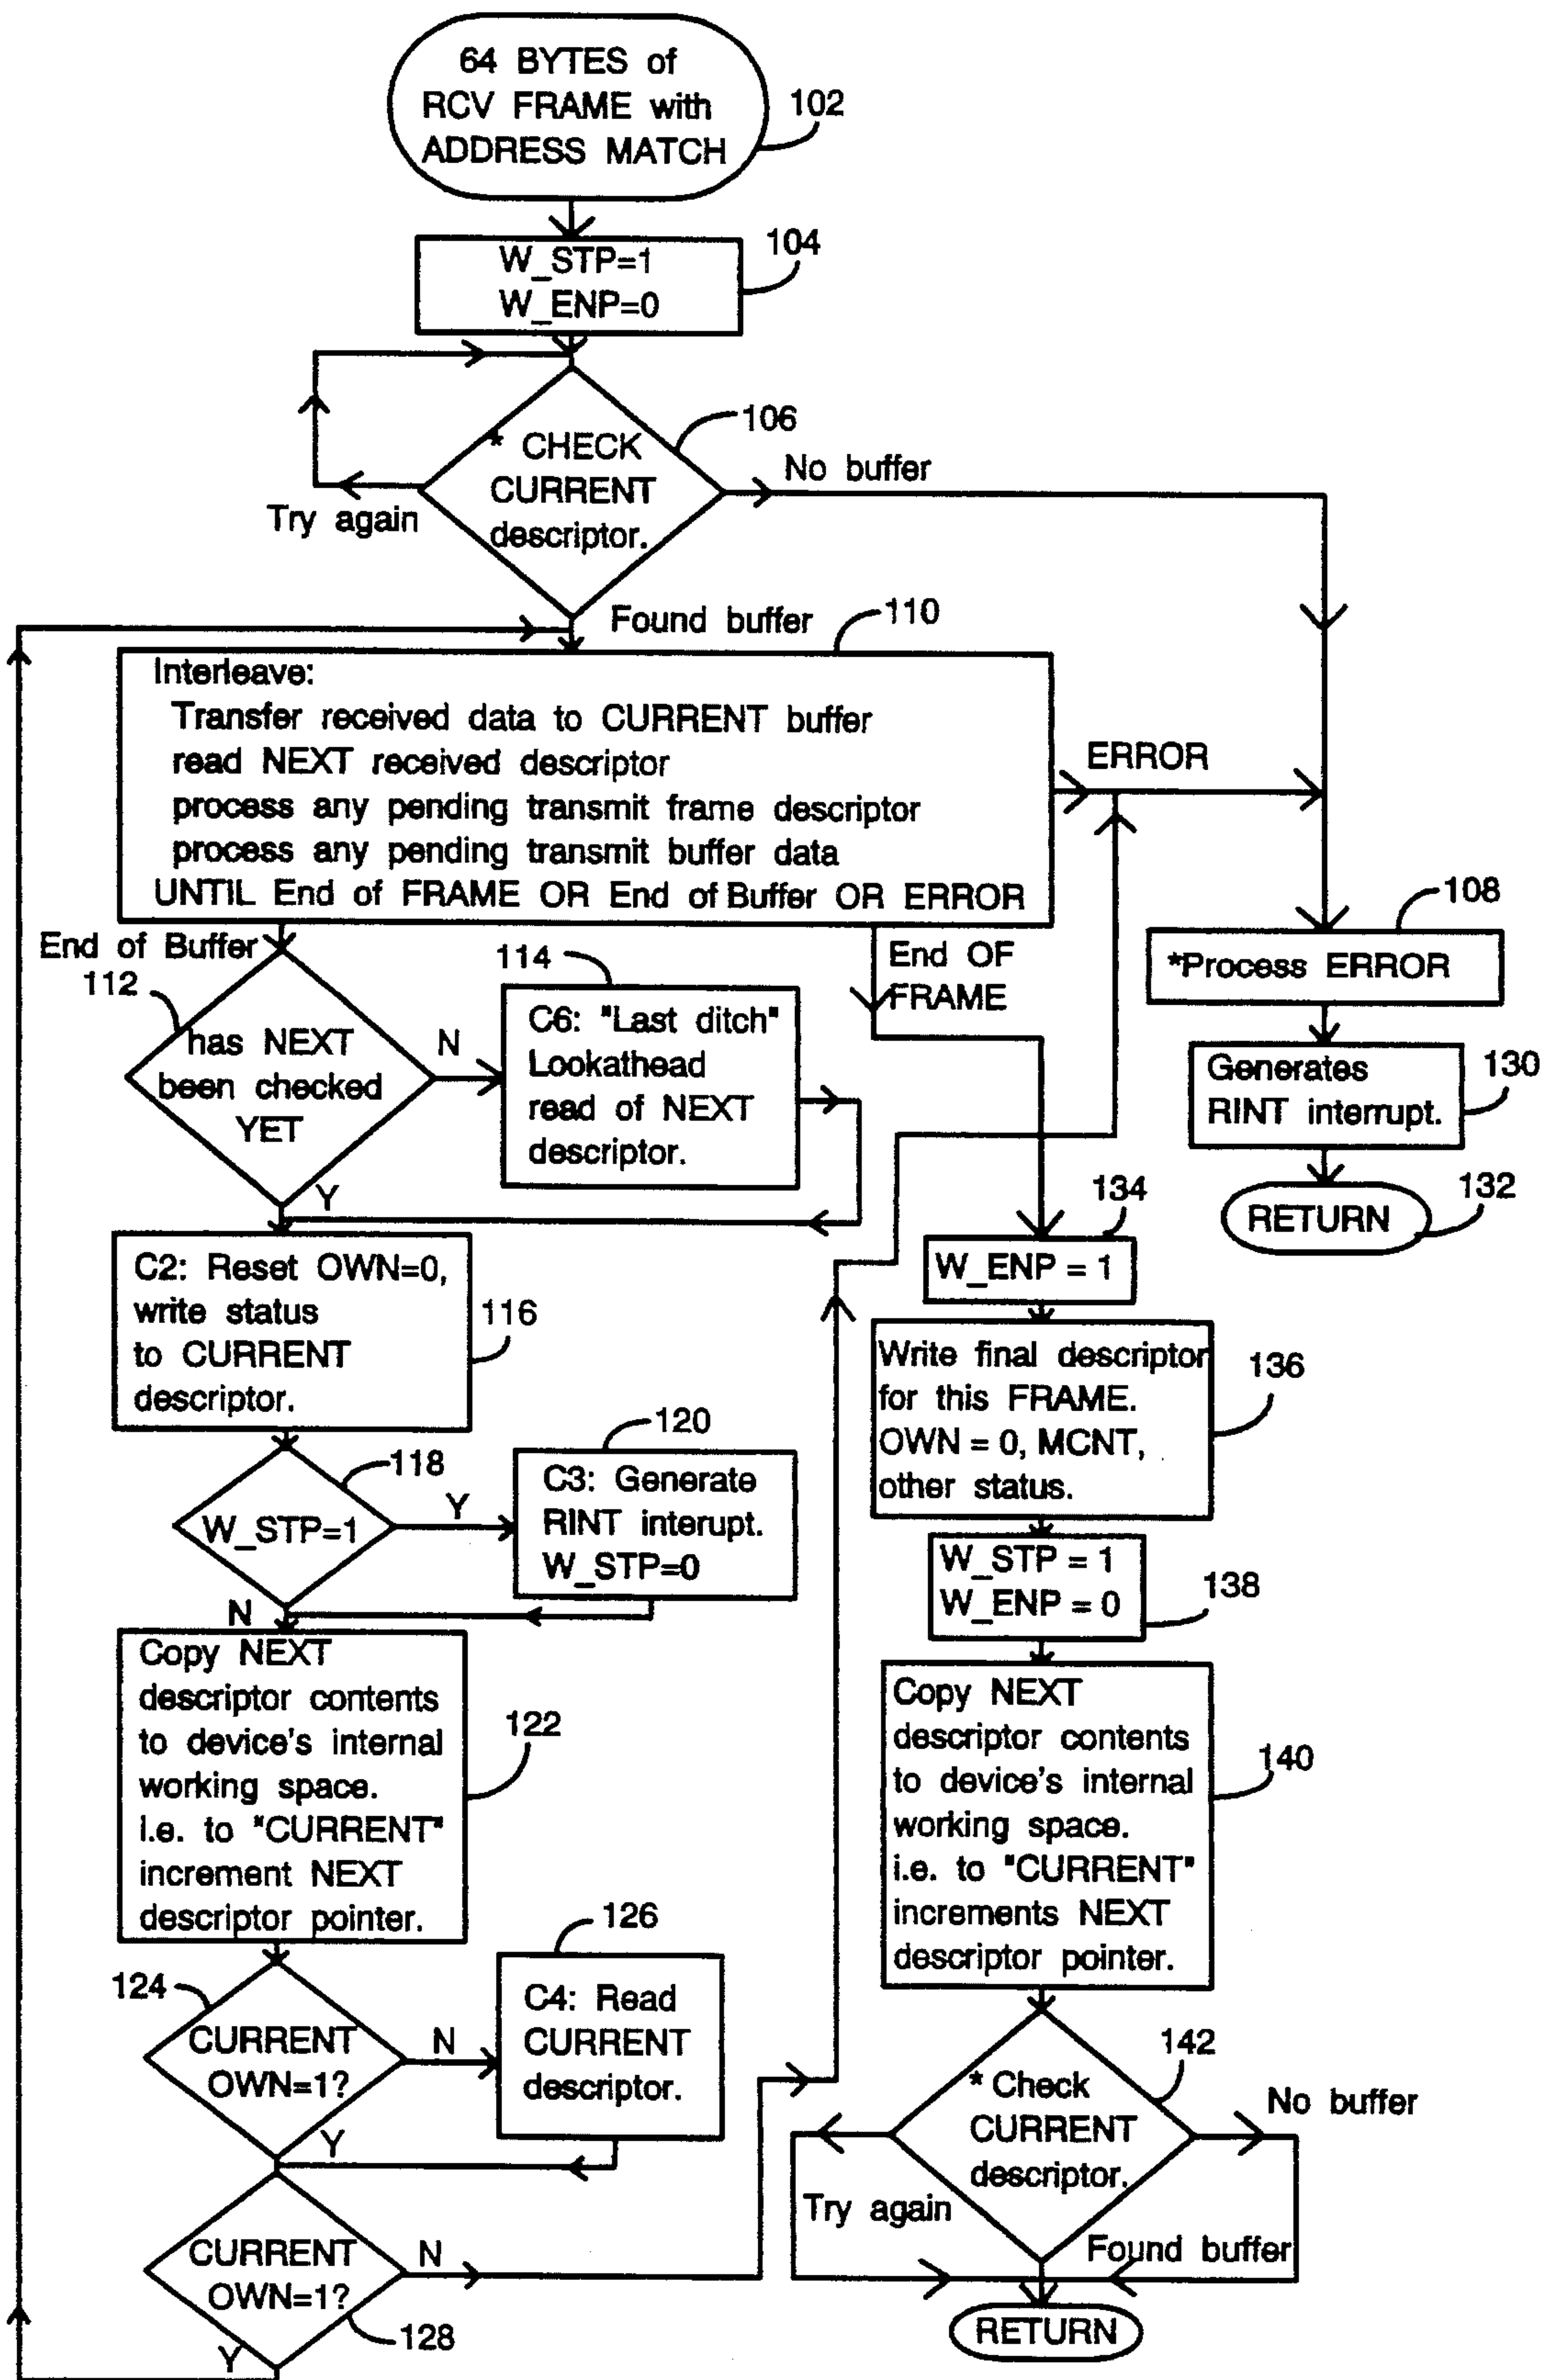 64 BYTES of
RCV FRAME with
ADDRESS MATCH
102
W_STP=1
W_ENP=0
104
* CHECK
CURRENT
descriptor.
106
Try again
No buffer
Found buffer
110
Interleave:
Transfer received data to CURRENT buffer
read NEXT received descriptor
process any pending transmit frame descriptor
process any pending transmit buffer data
UNTIL End of FRAME OR End of Buffer OR ERROR
ERROR
108
*Process ERROR
Generates
RINT interrupt.
130
RETURN
132
End of Buffer
112
has NEXT
been checked
YET
N
Y
114
C6: "Last ditch"
Lookathead
read of NEXT
descriptor.
End OF
FRAME
C2: Reset OWN=0,
write status
to CURRENT
descriptor.
116
118
W_STP=1
Y
N
120
C3: Generate
RINT interupt.
W_STP=0
Copy NEXT
descriptor contents
to device's internal
working space.
i.e. to "CURRENT"
increment NEXT
descriptor pointer.
122
124
CURRENT
OWN=1?
N
Y
126
C4: Read
CURRENT
descriptor.
CURRENT
OWN=1?
N
Y
128
134
W_ENP = 1
Write final descriptor
for this FRAME.
OWN = 0, MCNT,
other status.
136
W_STP = 1
W_ENP = 0
138
Copy NEXT
descriptor contents
to device's internal
working space.
i.e. to "CURRENT"
increments NEXT
descriptor pointer.
140
142
* Check
CURRENT
descriptor.
No buffer
Try again
Found buffer
RETURN